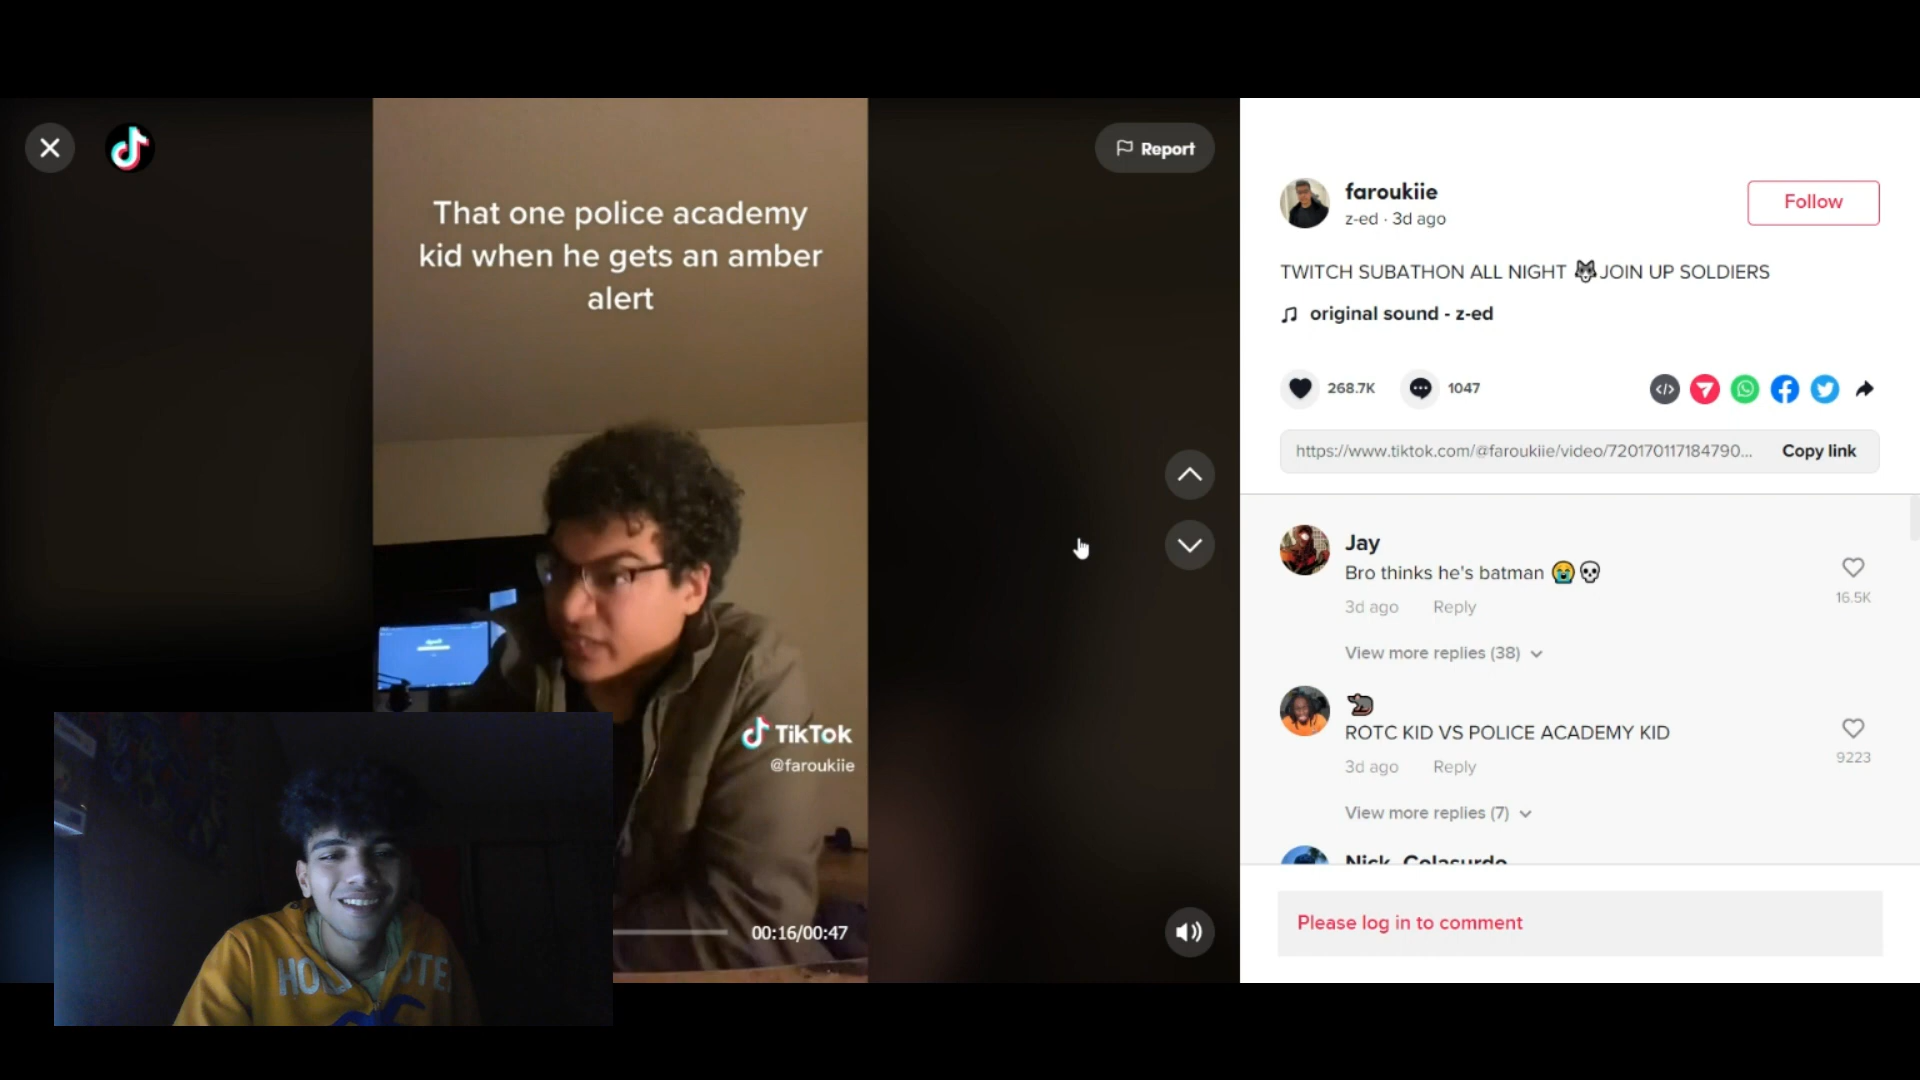 Report
That one police academy
kid when he gets an amber
alert
TikTok
@faroukiie
00:16/00:47
faroukiie
z-ed · 3d ago
Follow
TWITCH SUBATHON ALL NIGHT 🐺JOIN UP SOLDIERS
original sound - z-ed
268.7K
1047
https://www.tiktok.com/@faroukiie/video/720170117184790...
Copy link
Jay
Bro thinks he's batman 😭💀
16.5K
3d ago Reply
View more replies (38)
🐀
ROTC KID VS POLICE ACADEMY KID
9223
3d ago Reply
View more replies (7)
Nick_Colasurdo
Please log in to comment